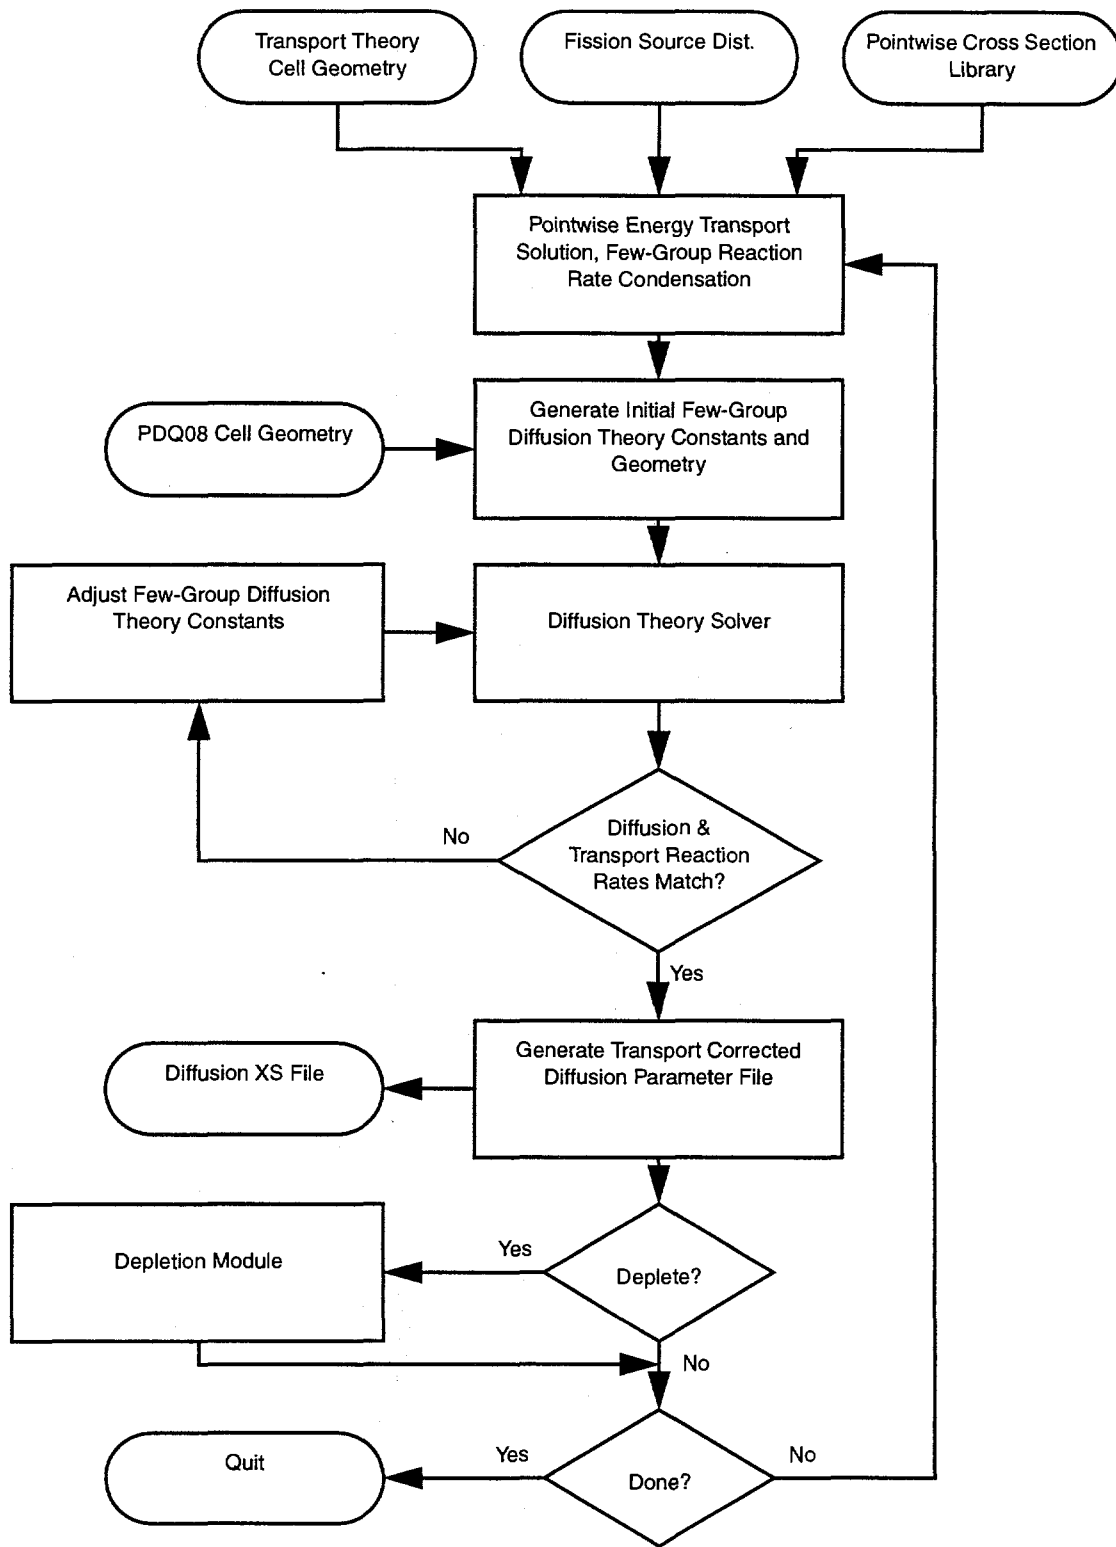 Transport Theory
Cell Geometry
Fission Source Dist.
Pointwise Cross Section
Library
Pointwise Energy Transport
Solution, Few-Group Reaction
Rate Condensation
PDQ08 Cell Geometry
Generate Initial Few-Group
Diffusion Theory Constants and
Geometry
Adjust Few-Group Diffusion
Theory Constants
Diffusion Theory Solver
No
Diffusion &
Transport Reaction
Rates Match?
Yes
Diffusion XS File
Generate Transport Corrected
Diffusion Parameter File
Depletion Module
Yes
Deplete?
No
Quit
Yes
Done?
No